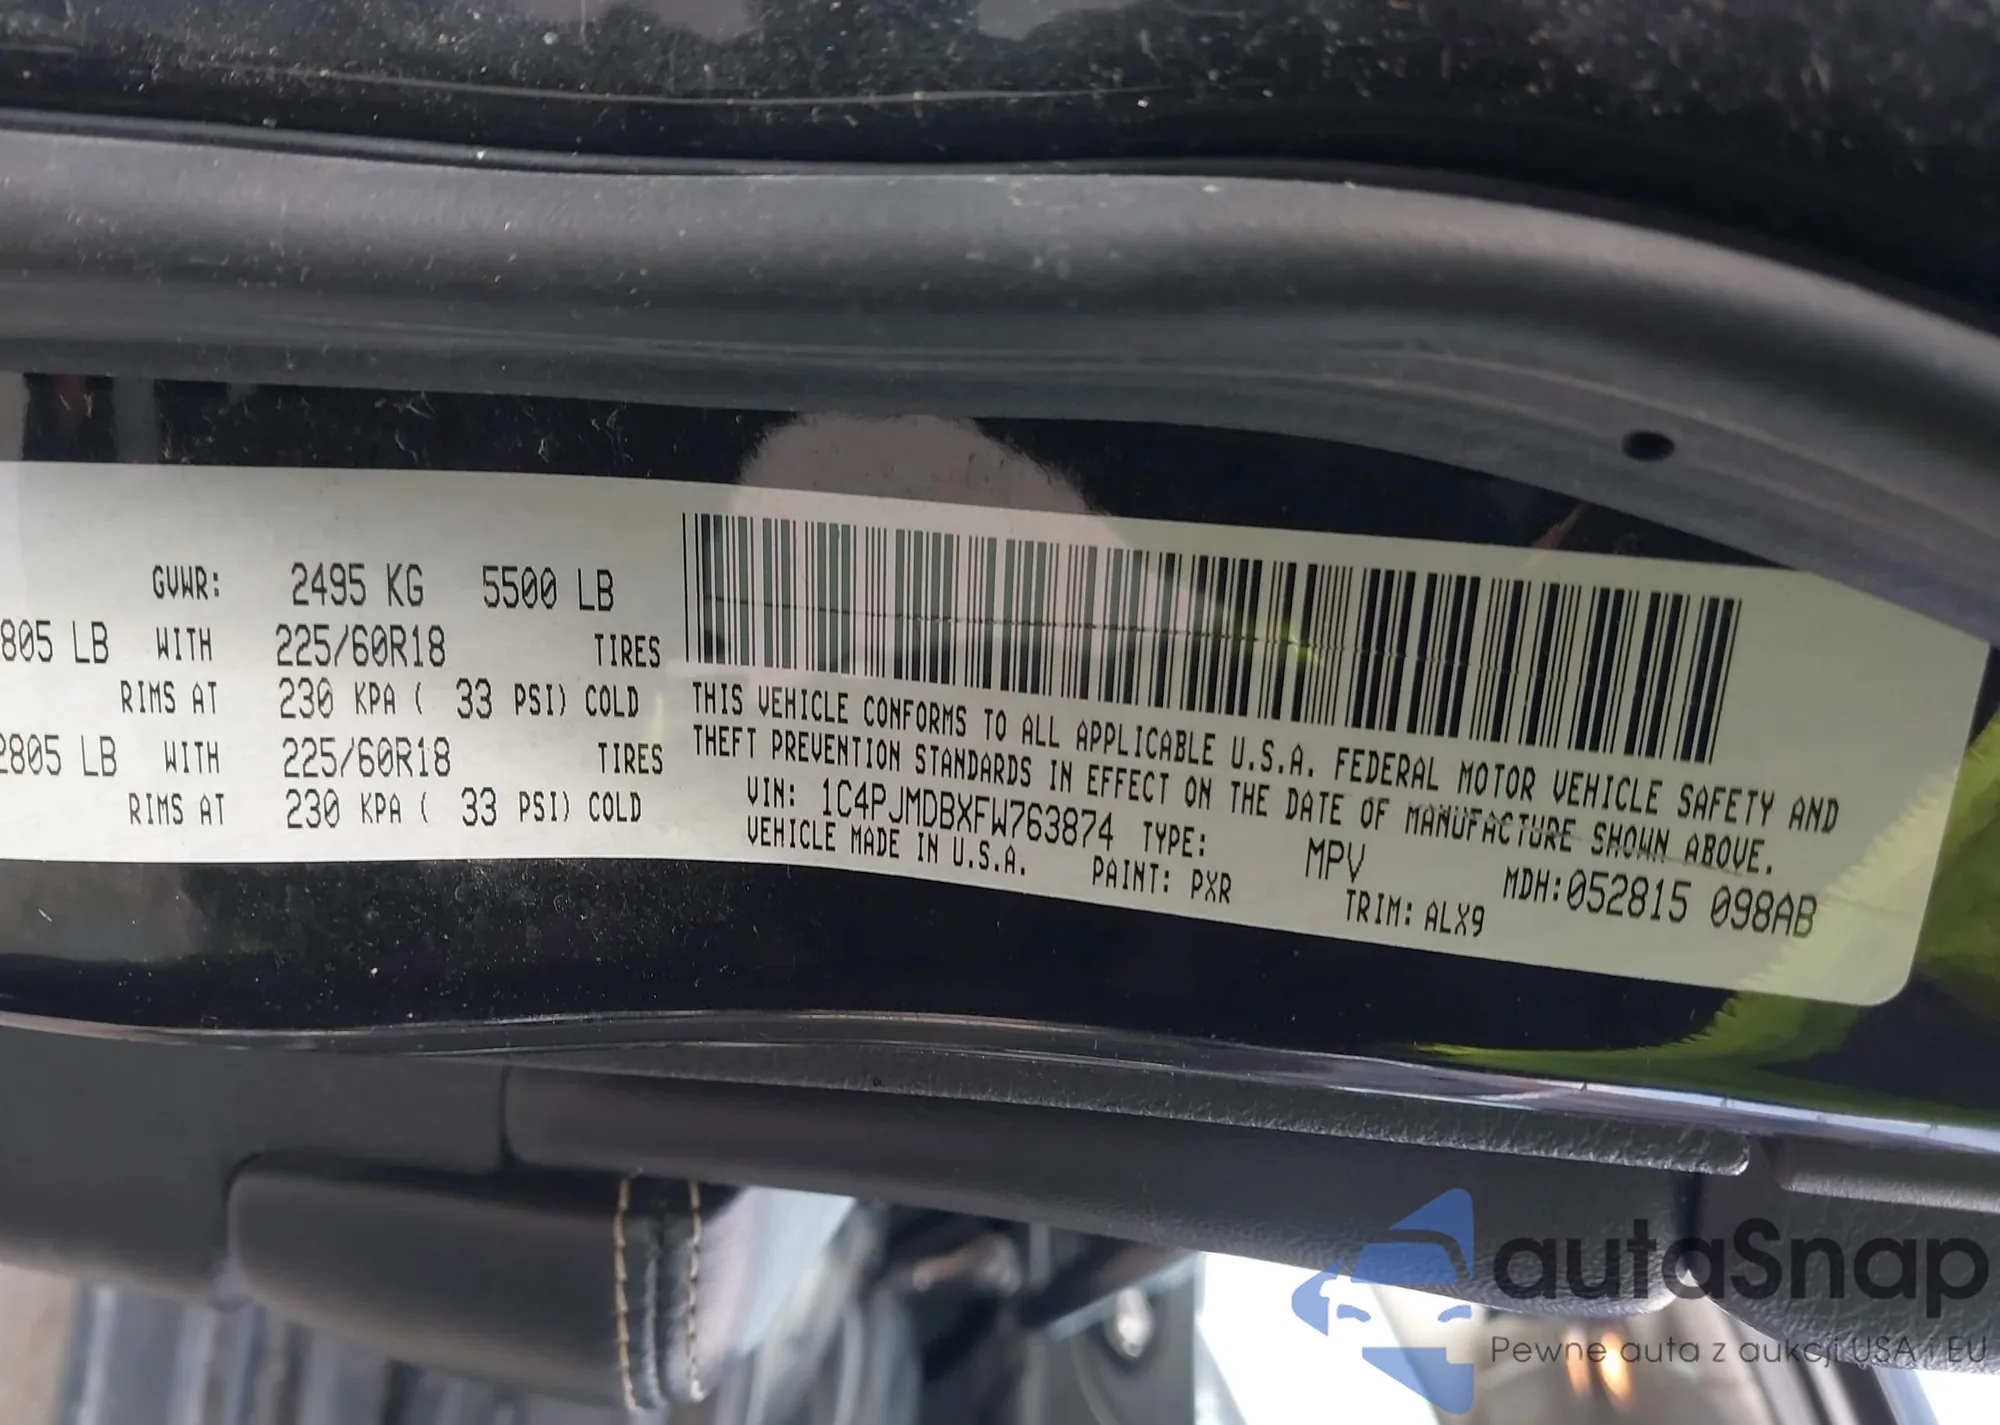 GVWR: 2495 KG 5500 LB
805 LB WITH 225/60R18 TIRES
RIMS AT 230 KPA ( 33 PSI) COLD
2805 LB WITH 225/60R18 TIRES
RIMS AT 230 KPA ( 33 PSI) COLD
THIS VEHICLE CONFORMS TO ALL APPLICABLE U.S.A. FEDERAL MOTOR VEHICLE SAFETY AND
THEFT PREVENTION STANDARDS IN EFFECT ON THE DATE OF MANUFACTURE SHOWN ABOVE.
VIN: 1C4PJMDBXFW763874 TYPE: MPV MDH:052815 098AB
VEHICLE MADE IN U.S.A. PAINT: PXR TRIM: ALX9
autaSnap
Pewne auta z aukcji USA i EU